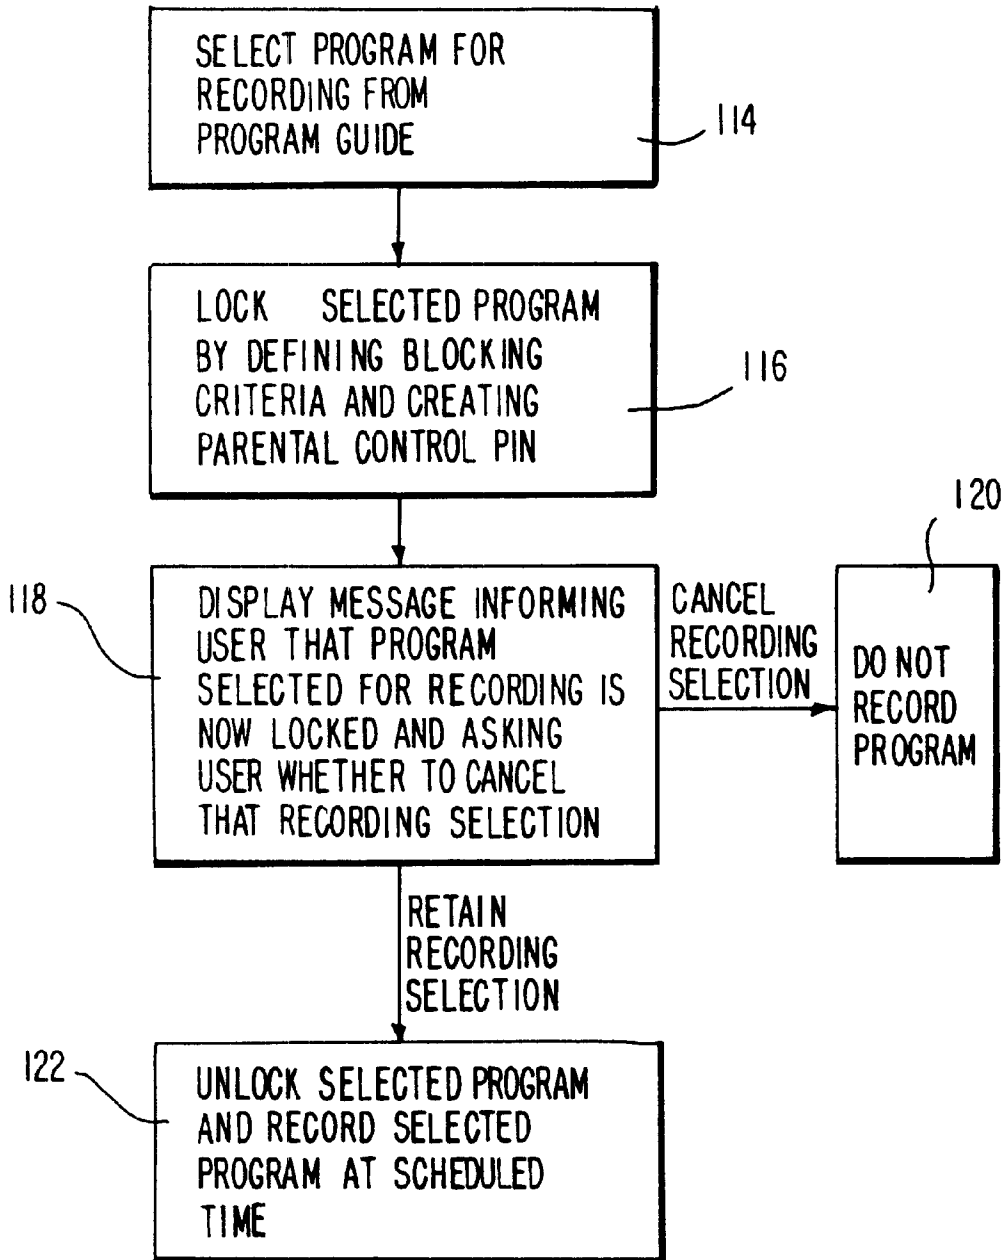 SELECT PROGRAM FOR
RECORDING FROM
PROGRAM GUIDE
114
LOCK SELECTED PROGRAM
BY DEFINING BLOCKING
CRITERIA AND CREATING
PARENTAL CONTROL PIN
116
118
DISPLAY MESSAGE INFORMING
USER THAT PROGRAM
SELECTED FOR RECORDING IS
NOW LOCKED AND ASKING
USER WHETHER TO CANCEL
THAT RECORDING SELECTION
CANCEL
RECORDING
SELECTION
120
DO NOT
RECORD
PROGRAM
RETAIN
RECORDING
SELECTION
122
UNLOCK SELECTED PROGRAM
AND RECORD SELECTED
PROGRAM AT SCHEDULED
TIME